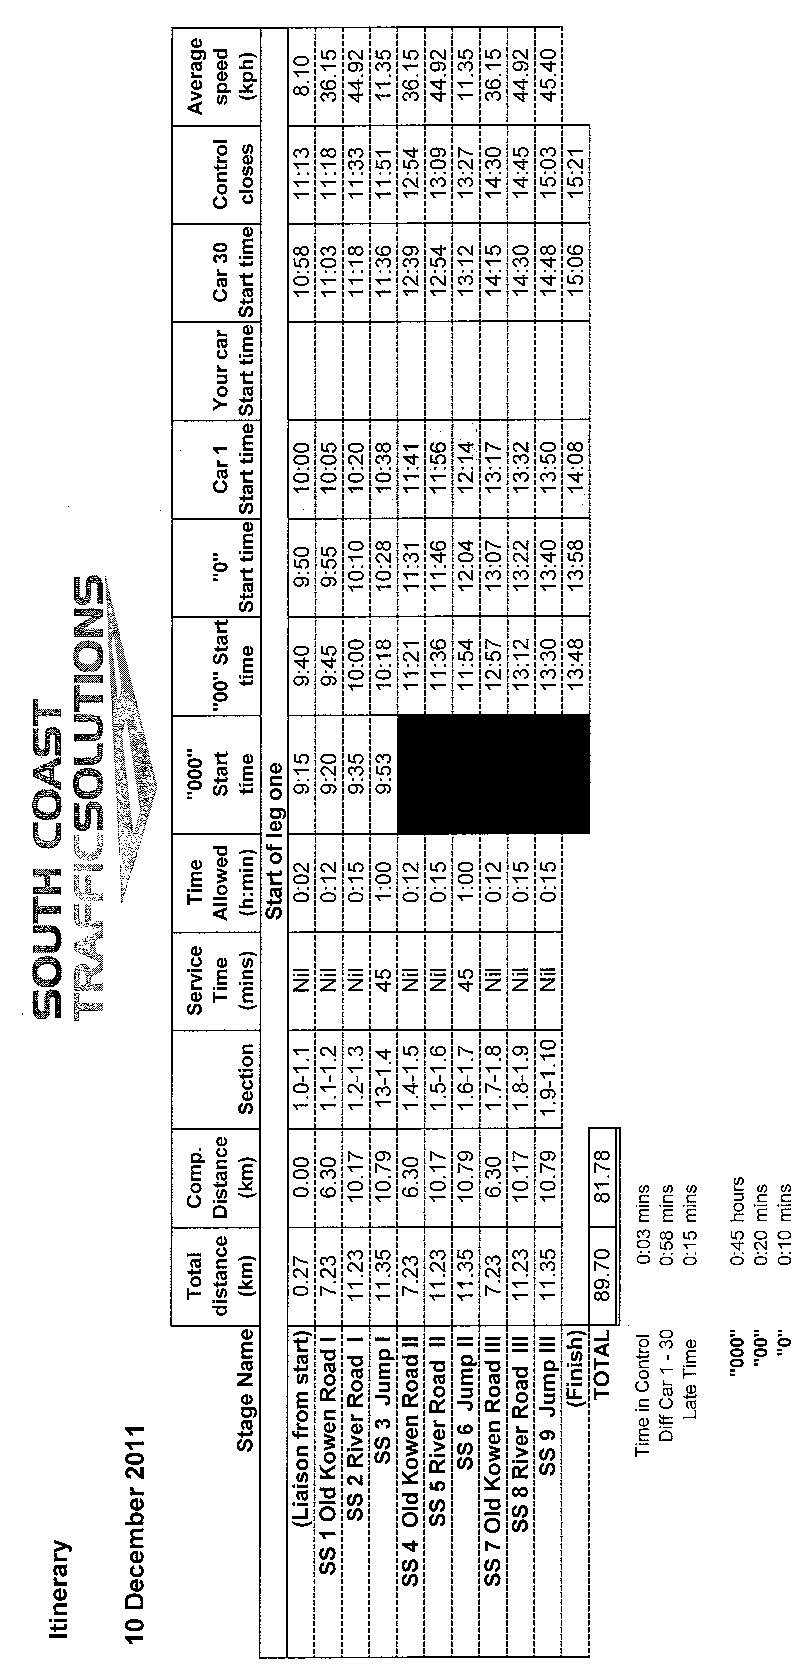 Itinerary
SOUTH COAST
TRAFFICSOLUTIONS
10 December 2011
Stage Name | Total distance (km) | Comp. Distance (km) | Section | Service Time (mins) | Time Allowed (h:min) | "000" Start time | "00" Start time | "0" Start time | Car 1 Start time | Your car Start time | Car 30 Start time | Control closes | Average speed (kph)
Start of leg one
(Liaison from start) 0.27 0.00 1.0-1.1 Nil 0:02 9:15 9:40 9:50 10:00 10:58 11:13 8.10
SS 1 Old Kowen Road I 7.23 6.30 1.1-1.2 Nil 0:12 9:20 9:45 9:55 10:05 11:03 11:18 36.15
SS 2 River Road I 11.23 10.17 1.2-1.3 Nil 0:15 9:35 10:00 10:10 10:20 11:18 11:33 44.92
SS 3 Jump I 11.35 10.79 13-1.4 45 1:00 9:53 10:18 10:28 10:38 11:36 11:51 11.35
SS 4 Old Kowen Road II 7.23 6.30 1.4-1.5 Nil 0:12 11:21 11:31 11:41 12:39 12:54 36.15
SS 5 River Road II 11.23 10.17 1.5-1.6 Nil 0:15 11:36 11:46 11:56 12:54 13:09 44.92
SS 6 Jump II 11.35 10.79 1.6-1.7 45 1:00 11:54 12:04 12:14 13:12 13:27 11.35
SS 7 Old Kowen Road III 7.23 6.30 1.7-1.8 Nil 0:12 12:57 13:07 13:17 14:15 14:30 36.15
SS 8 River Road III 11.23 10.17 1.8-1.9 Nil 0:15 13:12 13:22 13:32 14:30 14:45 44.92
SS 9 Jump III 11.35 10.79 1.9-1.10 Nil 0:15 13:30 13:40 13:50 14:48 15:03 45.40
(Finish) 13:48 13:58 14:08 15:06 15:21
TOTAL 89.70 81.78
Time in Control 0:03 mins
Diff Car 1 - 30 0:58 mins
Late Time 0:15 mins
"000" 0:45 hours
"00" 0:20 mins
"0" 0:10 mins